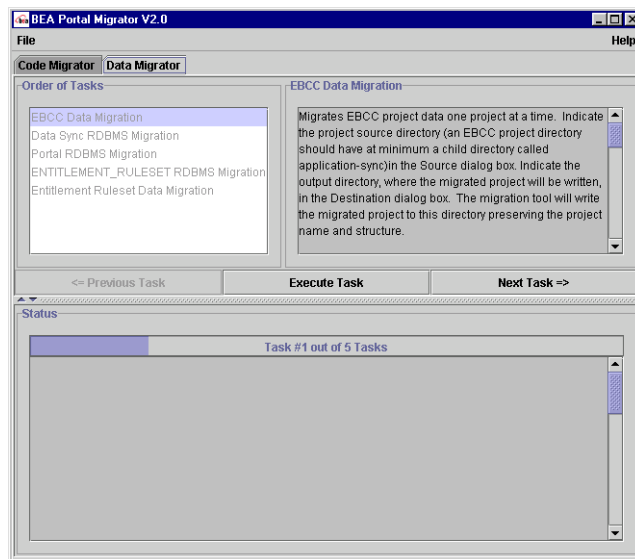 BEA Portal Migrator V2.0
File Help
Code Migrator Data Migrator
Order of Tasks
EBCC Data Migration
Data Sync RDBMS Migration
Portal RDBMS Migration
ENTITLEMENT_RULESET RDBMS Migration
Entitlement Ruleset Data Migration
EBCC Data Migration
Migrates EBCC project data one project at a time. Indicate
the project source directory (an EBCC project directory
should have at minimum a child directory called
application-sync)in the Source dialog box. Indicate the
output directory, where the migrated project will be written,
in the Destination dialog box. The migration tool will write
the migrated project to this directory preserving the project
name and structure.
<= Previous Task Execute Task Next Task =>
Status
Task #1 out of 5 Tasks